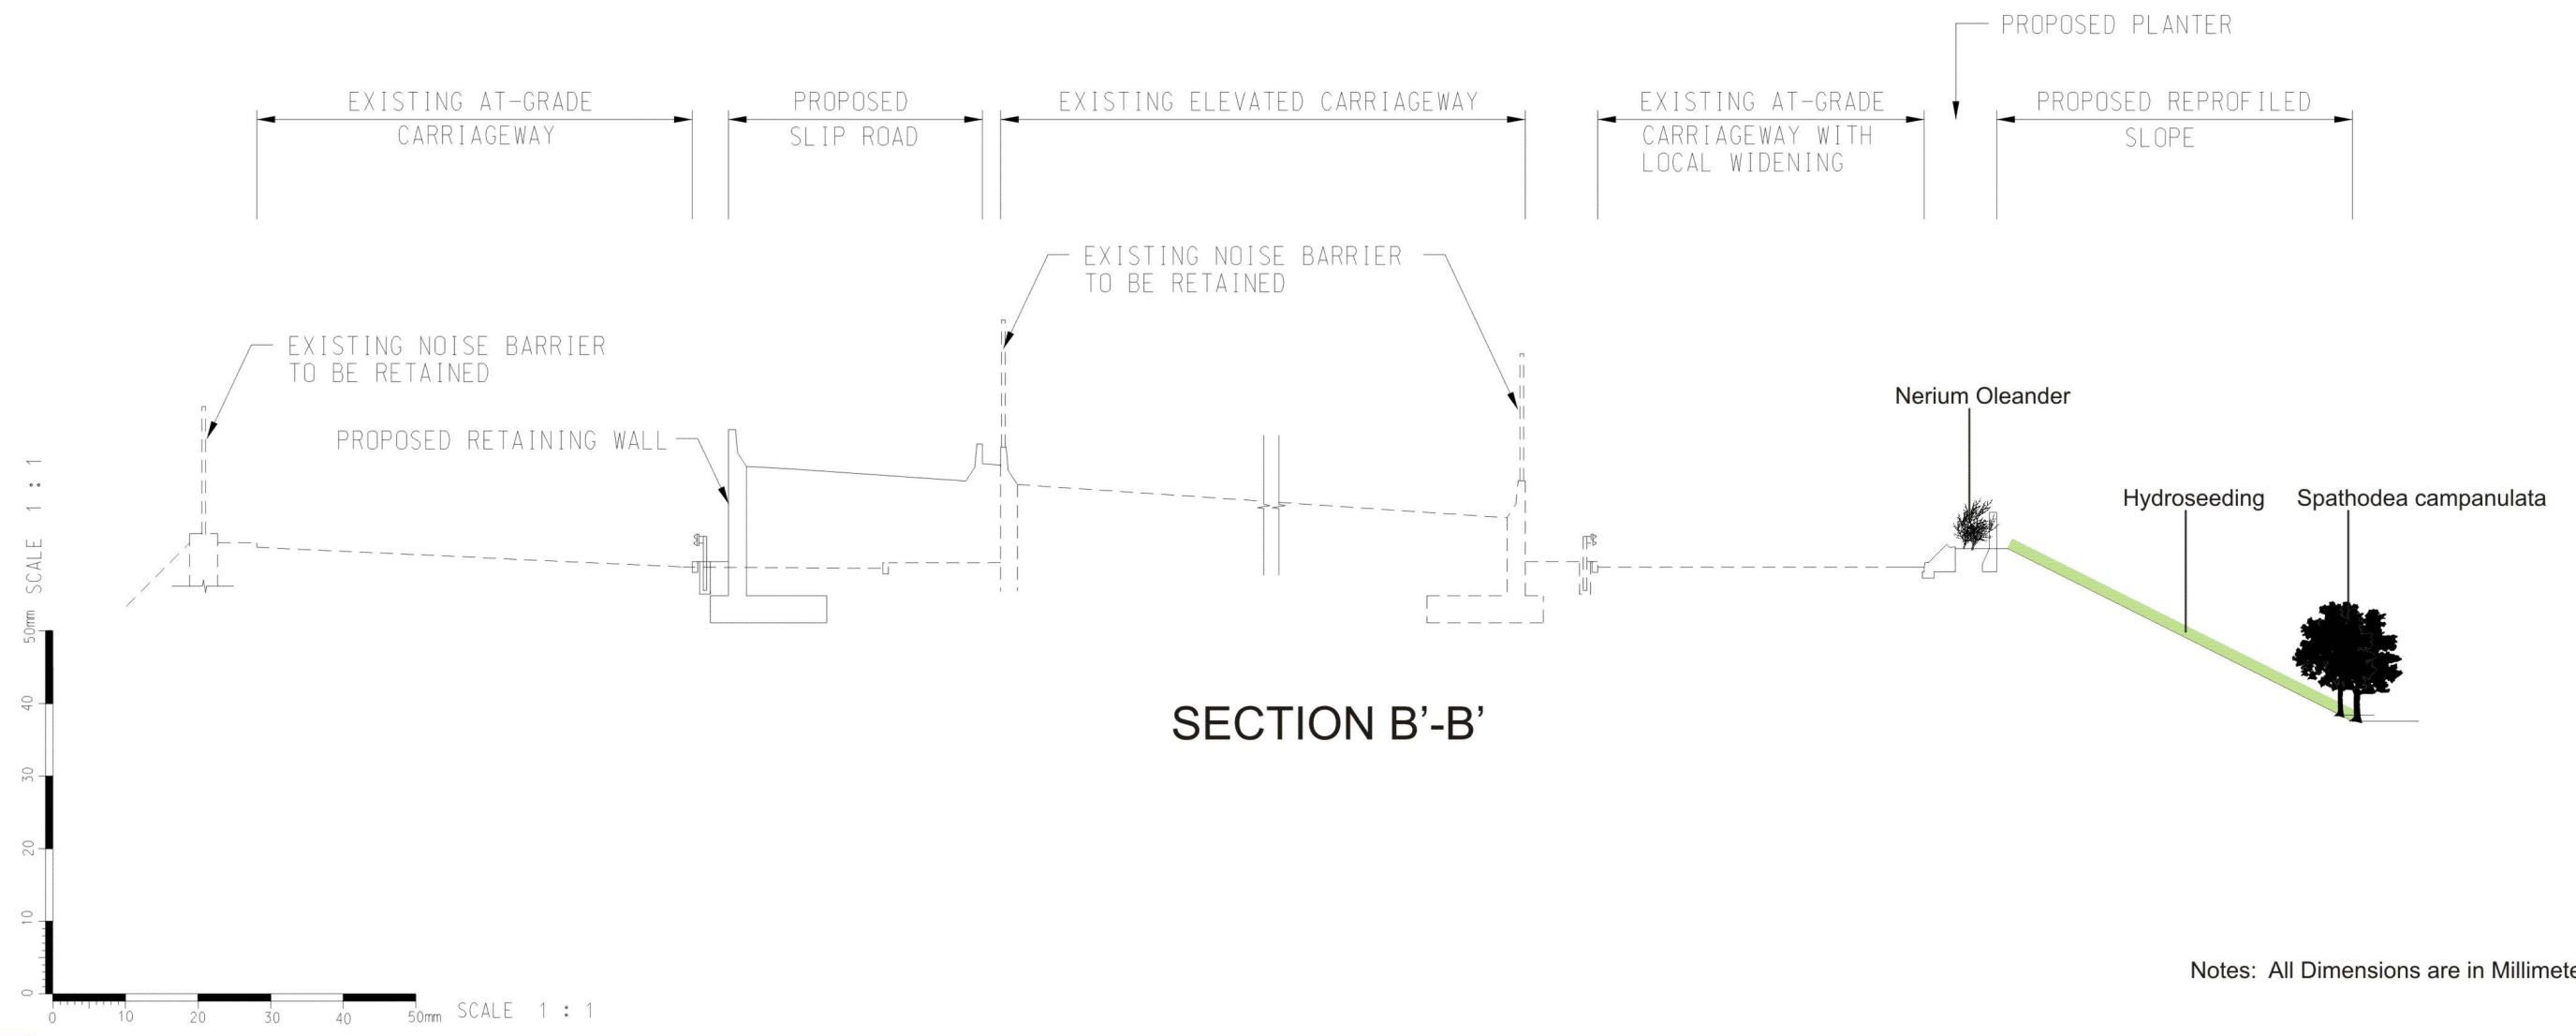 PROPOSED PLANTER
EXISTING AT-GRADE
CARRIAGEWAY
PROPOSED
SLIP ROAD
EXISTING ELEVATED CARRIAGEWAY
EXISTING AT-GRADE
CARRIAGEWAY WITH
LOCAL WIDENING
PROPOSED REPROFILED
SLOPE
EXISTING NOISE BARRIER
TO BE RETAINED
EXISTING NOISE BARRIER
TO BE RETAINED
PROPOSED RETAINING WALL
Nerium Oleander
Hydroseeding
Spathodea campanulata
SECTION B’-B’
SCALE 1 : 1
50mm
40
30
20
10
0
0 10 20 30 40 50mm
SCALE 1 : 1
Notes: All Dimensions are in